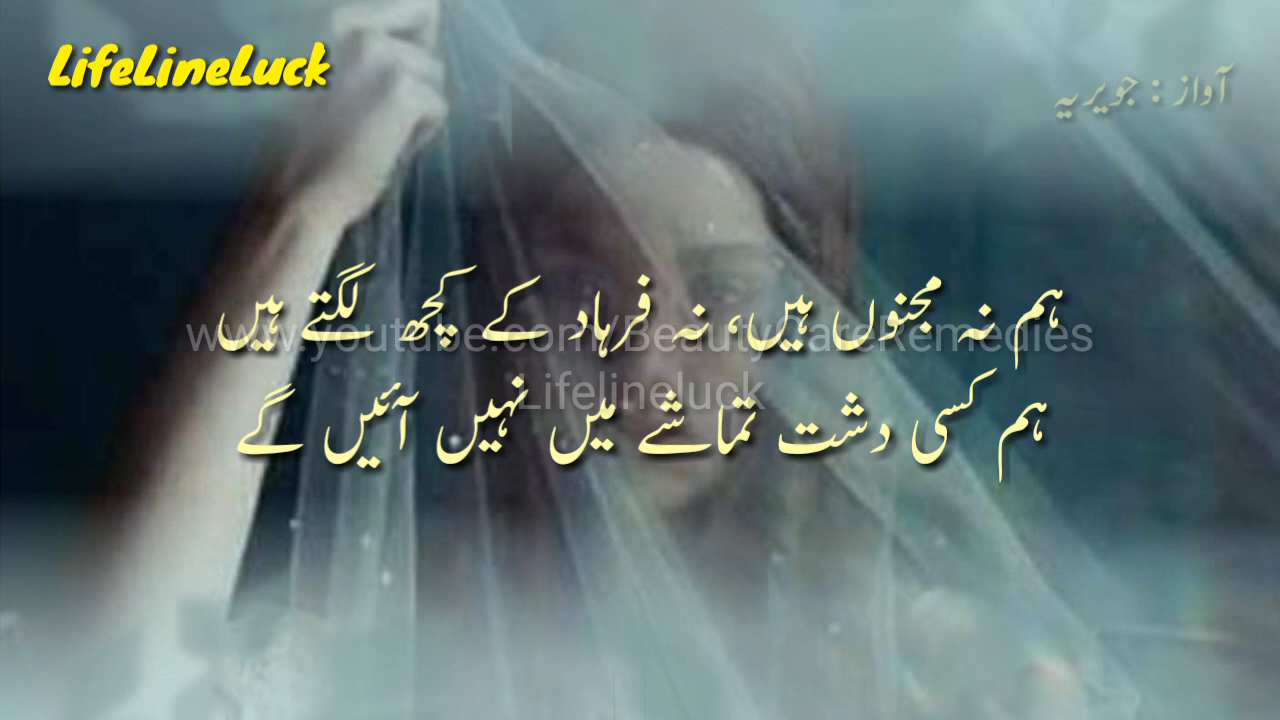 LifeLineLuck
آواز : جویریہ
ہم نہ مجنوں ہیں، نہ فرہاد کے کچھ لگتے ہیں
www.youtube.com/BeautyCareRemedies
Lifelineluck
ہم کسی دشت تماشے میں نہیں آئیں گے